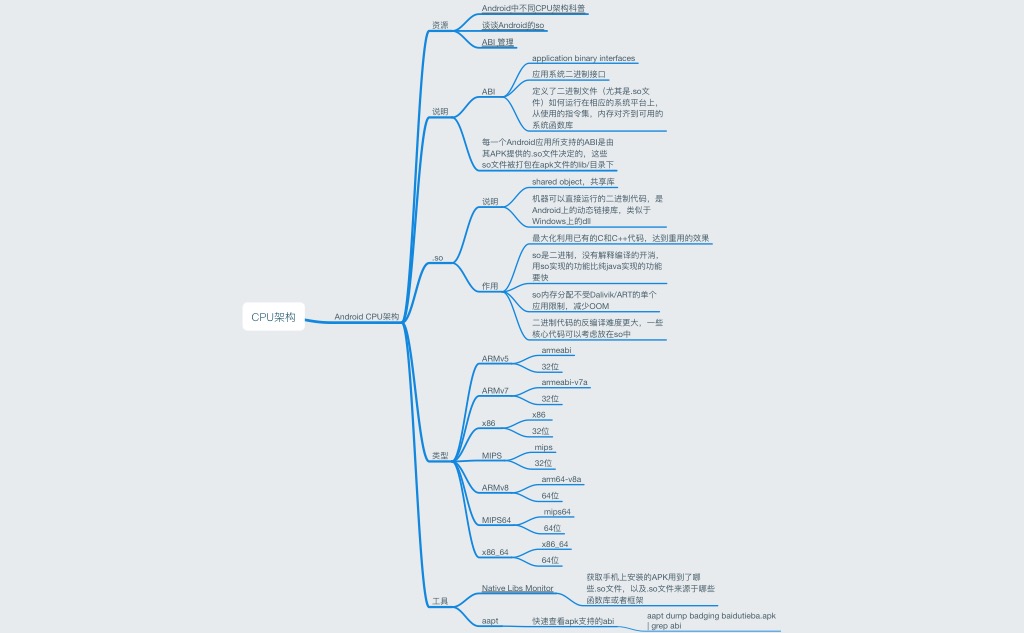 CPU架构
Android CPU架构
资源
Android中不同CPU架构科普
谈谈Android的so
ABI 管理
说明
ABI
application binary interfaces
应用系统二进制接口
定义了二进制文件（尤其是.so文
件）如何运行在相应的系统平台上，
从使用的指令集，内存对齐到可用的
系统函数库
每一个Android应用所支持的ABI是由
其APK提供的.so文件决定的，这些
so文件被打包在apk文件的lib/目录下
.so
说明
shared object，共享库
机器可以直接运行的二进制代码，是
Android上的动态链接库，类似于
Windows上的dll
作用
最大化利用已有的C和C++代码，达到重用的效果
so是二进制，没有解释编译的开消，
用so实现的功能比纯java实现的功能
要快
so内存分配不受Dalivik/ART的单个
应用限制，减少OOM
二进制代码的反编译难度更大，一些
核心代码可以考虑放在so中
类型
ARMv5
armeabi
32位
ARMv7
armeabi-v7a
32位
x86
x86
32位
MIPS
mips
32位
ARMv8
arm64-v8a
64位
MIPS64
mips64
64位
x86_64
x86_64
64位
工具
Native Libs Monitor
获取手机上安装的APK用到了哪
些.so文件，以及.so文件来源于哪些
函数库或者框架
aapt
快速查看apk支持的abi
aapt dump badging baidutieba.apk
| grep abi